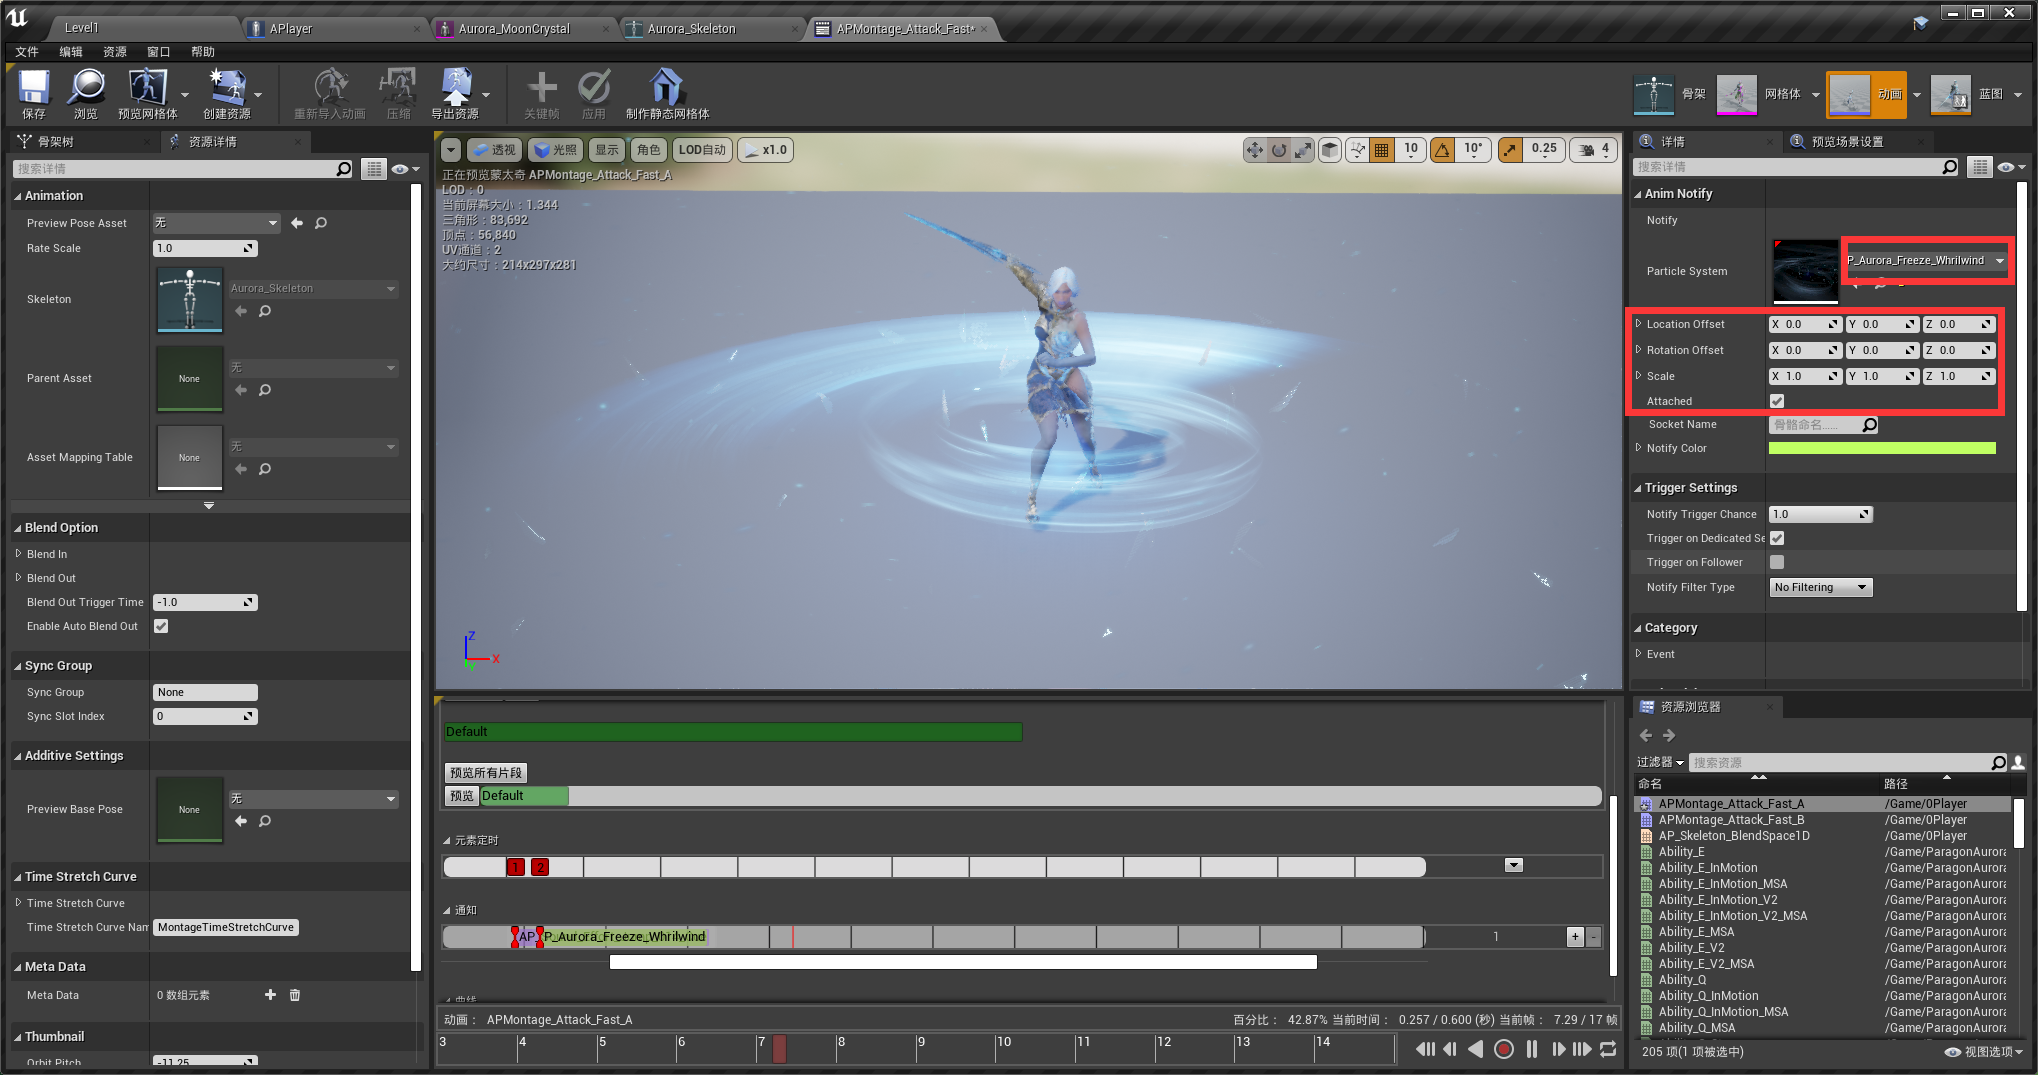 Level1
APlayer
Aurora_MoonCrystal
Aurora_Skeleton
APMontage_Attack_Fast*
文件 编辑 资源 窗口 帮助
保存 浏览 预览网格体 创建资源 重新导入动画 压缩 导出资源 关键帧 应用 制作静态网格体
骨架 网格体 动画 蓝图
骨架树 资源详情
搜索详情
Animation
Preview Pose Asset 无
Rate Scale 1.0
Skeleton Aurora_Skeleton
Parent Asset None 无
Asset Mapping Table None 无
Blend Option
Blend In
Blend Out
Blend Out Trigger Time -1.0
Enable Auto Blend Out
Sync Group
Sync Group None
Sync Slot Index 0
Additive Settings
Preview Base Pose None 无
Time Stretch Curve
Time Stretch Curve
Time Stretch Curve Nam MontageTimeStretchCurve
Meta Data
Meta Data 0 数组元素
Thumbnail
Orbit Pitch -11.25
透视 光照 显示 角色 LOD自动 x1.0
10 10° 0.25 4
正在预览蒙太奇 APMontage_Attack_Fast_A
LOD：0
当前屏幕大小：1.344
三角形：83,692
顶点：56,840
UV通道：2
大约尺寸：214x297x281
Z
X
Y
Default
预览所有片段
预览 Default
元素定时
1 2
通知
AP_ P_Aurora_Freeze_Whrilwind 1 + -
曲线
动画： APMontage_Attack_Fast_A
百分比： 42.87% 当前时间： 0.257 / 0.600 (秒) 当前帧： 7.29 / 17 帧
3 4 5 6 7 8 9 10 11 12 13 14
详情 预览场景设置
搜索详情
Anim Notify
Notify
Particle System P_Aurora_Freeze_Whrilwind
Location Offset X 0.0 Y 0.0 Z 0.0
Rotation Offset X 0.0 Y 0.0 Z 0.0
Scale X 1.0 Y 1.0 Z 1.0
Attached
Socket Name 骨骼命名......
Notify Color
Trigger Settings
Notify Trigger Chance 1.0
Trigger on Dedicated Se
Trigger on Follower
Notify Filter Type No Filtering
Category
Event
资源浏览器
过滤器 搜索资源
命名 路径
APMontage_Attack_Fast_A /Game/0Player
APMontage_Attack_Fast_B /Game/0Player
AP_Skeleton_BlendSpace1D /Game/0Player
Ability_E /Game/ParagonAurora
Ability_E_InMotion /Game/ParagonAurora
Ability_E_InMotion_MSA /Game/ParagonAurora
Ability_E_InMotion_V2 /Game/ParagonAurora
Ability_E_InMotion_V2_MSA /Game/ParagonAurora
Ability_E_MSA /Game/ParagonAurora
Ability_E_V2 /Game/ParagonAurora
Ability_E_V2_MSA /Game/ParagonAurora
Ability_Q /Game/ParagonAurora
Ability_Q_InMotion /Game/ParagonAurora
Ability_Q_InMotion_MSA /Game/ParagonAurora
Ability_Q_MSA /Game/ParagonAurora
205 项(1 项被选中) 视图选项